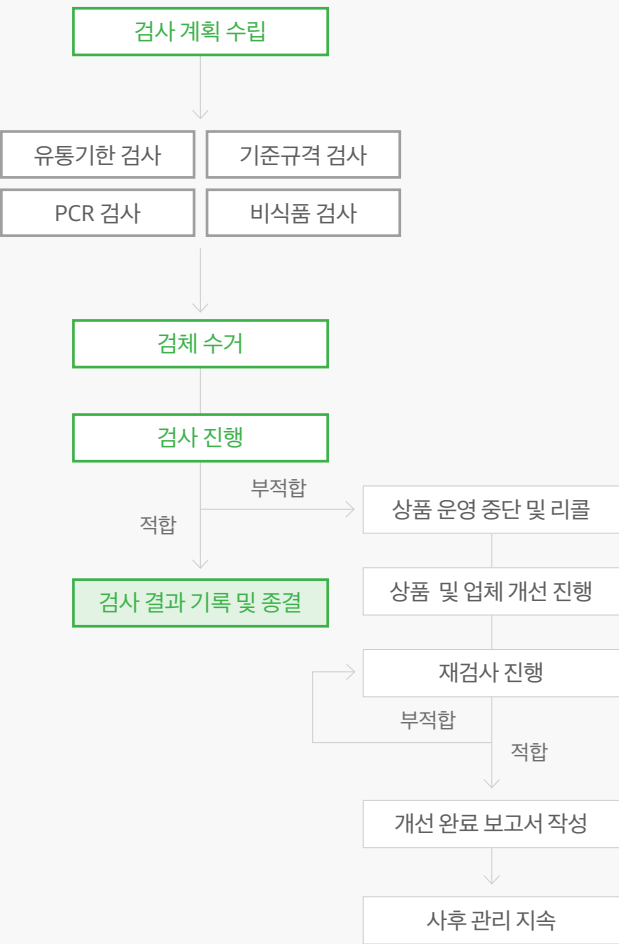 검사 계획 수립
유통기한 검사
기준규격 검사
PCR 검사
비식품 검사
검체 수거
검사 진행
부적합
적합
상품 운영 중단 및 리콜
상품 및 업체 개선 진행
검사 결과 기록 및 종결
재검사 진행
부적합
적합
개선 완료 보고서 작성
사후 관리 지속